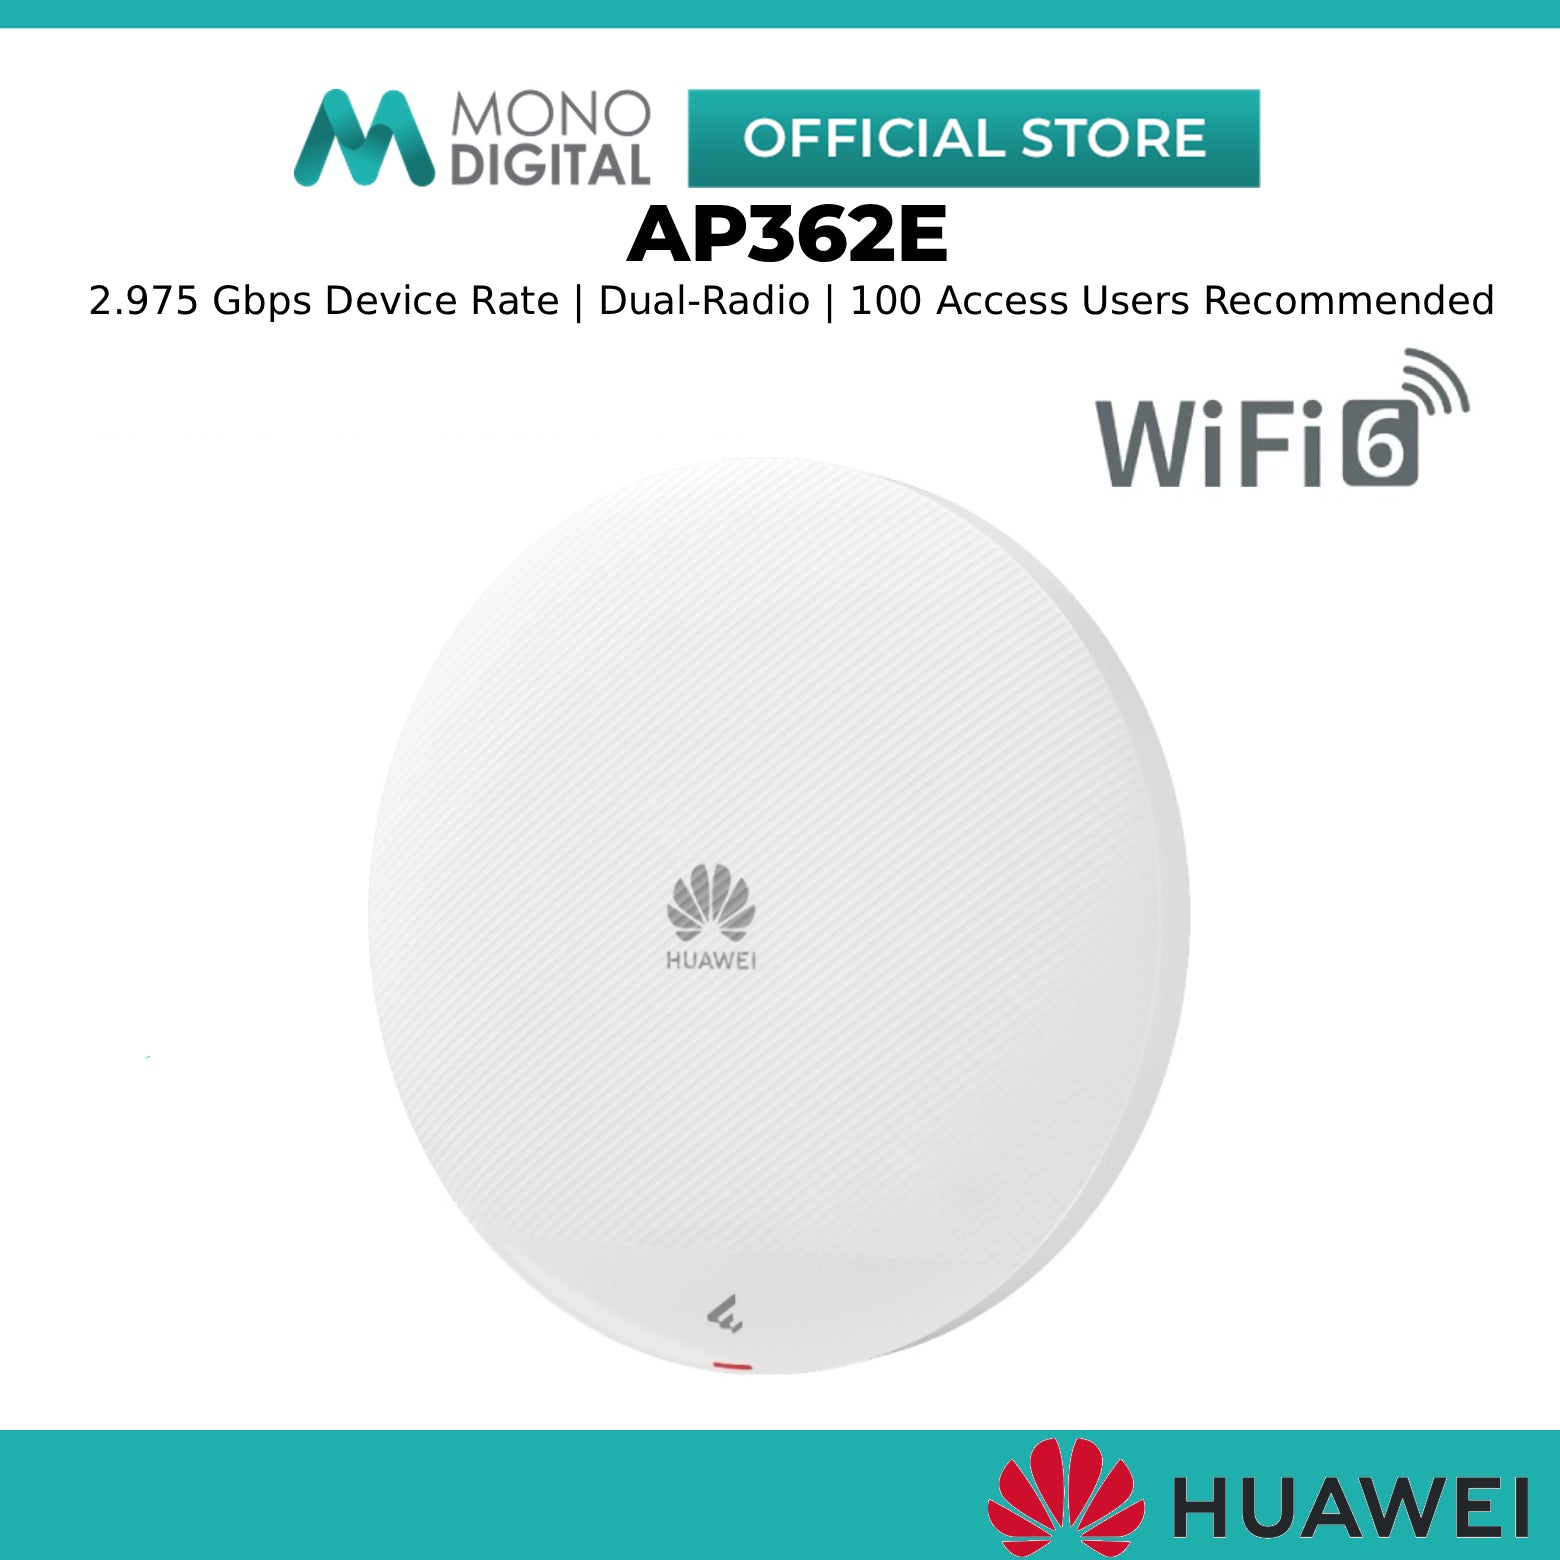 MONO
DIGITAL
OFFICIAL STORE
AP362E
2.975 Gbps Device Rate | Dual-Radio | 100 Access Users Recommended
WiFi 6
HUAWEI
HUAWEI